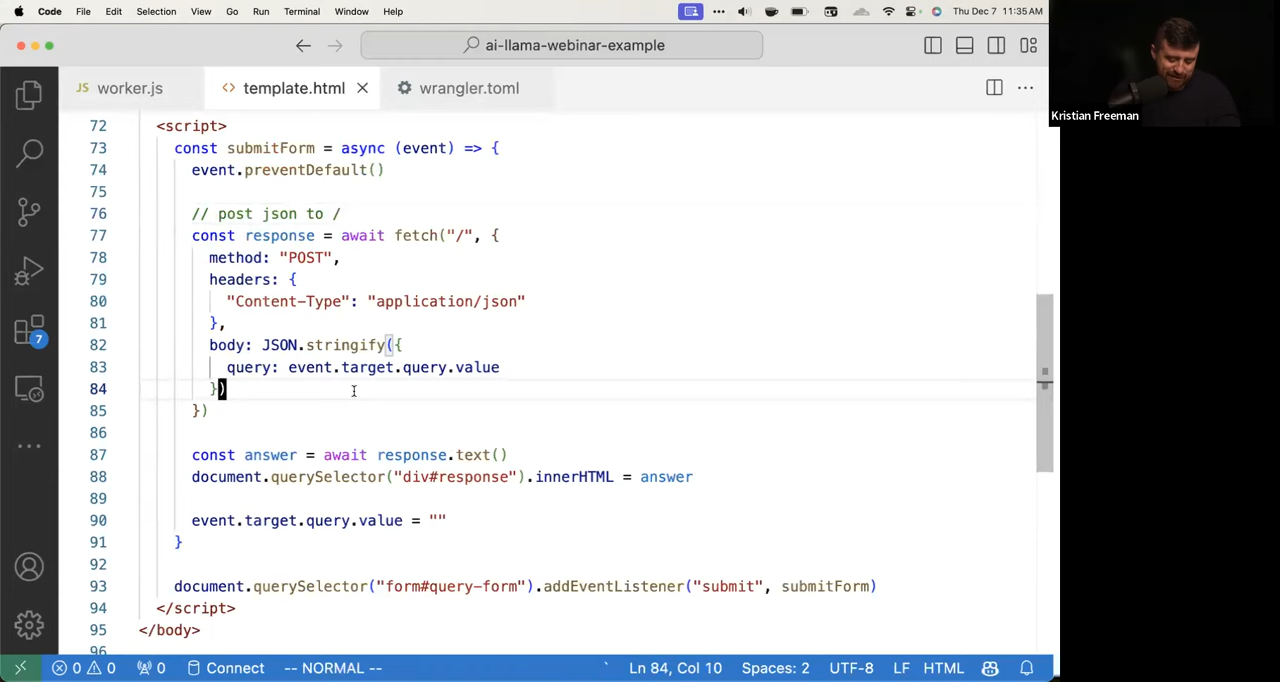 Code File Edit Selection View Go Run Terminal Window Help Thu Dec 7 11:35 AM
ai-llama-webinar-example
JS worker.js <> template.html wrangler.toml
Kristian Freeman
72 <script>
73 const submitForm = async (event) => {
74 event.preventDefault()
75
76 // post json to /
77 const response = await fetch("/", {
78 method: "POST",
79 headers: {
80 "Content-Type": "application/json"
81 },
82 body: JSON.stringify({
83 query: event.target.query.value
84 })
85 })
86
87 const answer = await response.text()
88 document.querySelector("div#response").innerHTML = answer
89
90 event.target.query.value = ""
91 }
92
93 document.querySelector("form#query-form").addEventListener("submit", submitForm)
94 </script>
95 </body>
96
7
0 0 0 Connect -- NORMAL -- ` Ln 84, Col 10 Spaces: 2 UTF-8 LF HTML